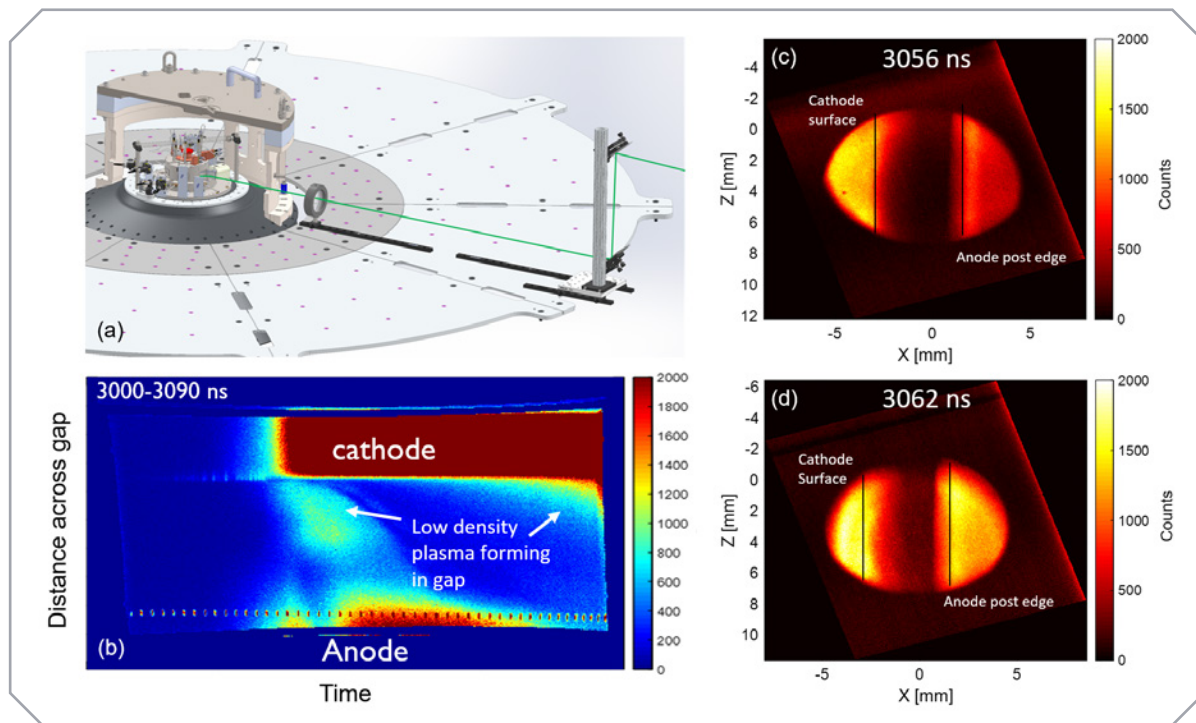 (a)
3000-3090 ns
cathode
Low density
plasma forming
in gap
Anode
(b)
Distance across gap
Time
2000
1800
1600
1400
1200
1000
800
600
400
200
0
(c)
3056 ns
Cathode
surface
Anode post edge
Z [mm]
-4
-2
0
2
4
6
8
10
12
-5
0
5
X [mm]
2000
1500
1000
500
0
Counts
(d)
3062 ns
Cathode
Surface
Anode post edge
Z [mm]
-6
-4
-2
0
2
4
6
8
10
-5
0
5
X [mm]
2000
1500
1000
500
0
Counts